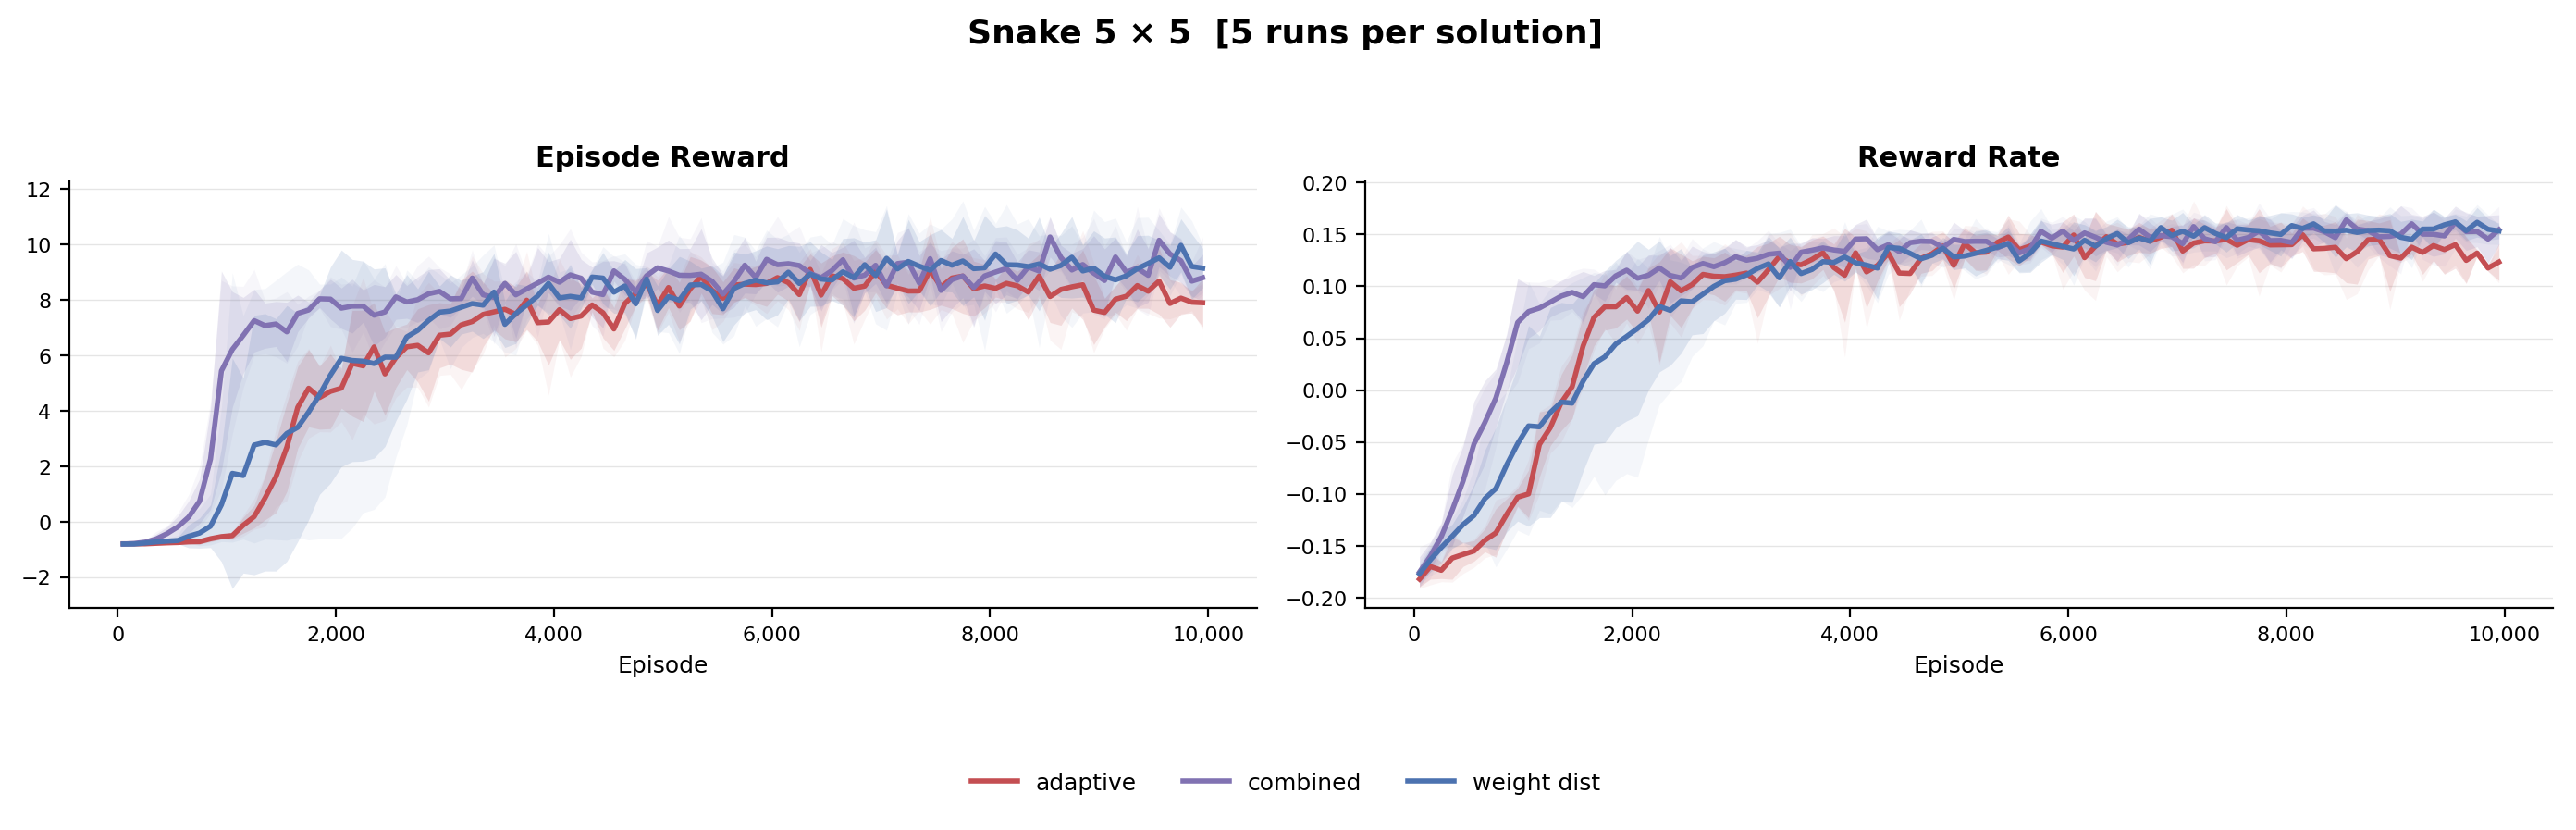 Snake 5 × 5  [5 runs per solution]
Episode Reward
12
10
8
6
4
2
0
−2
0 2,000 4,000 6,000 8,000 10,000
Episode
Reward Rate
0.20
0.15
0.10
0.05
0.00
−0.05
−0.10
−0.15
−0.20
0 2,000 4,000 6,000 8,000 10,000
Episode
adaptive combined weight dist